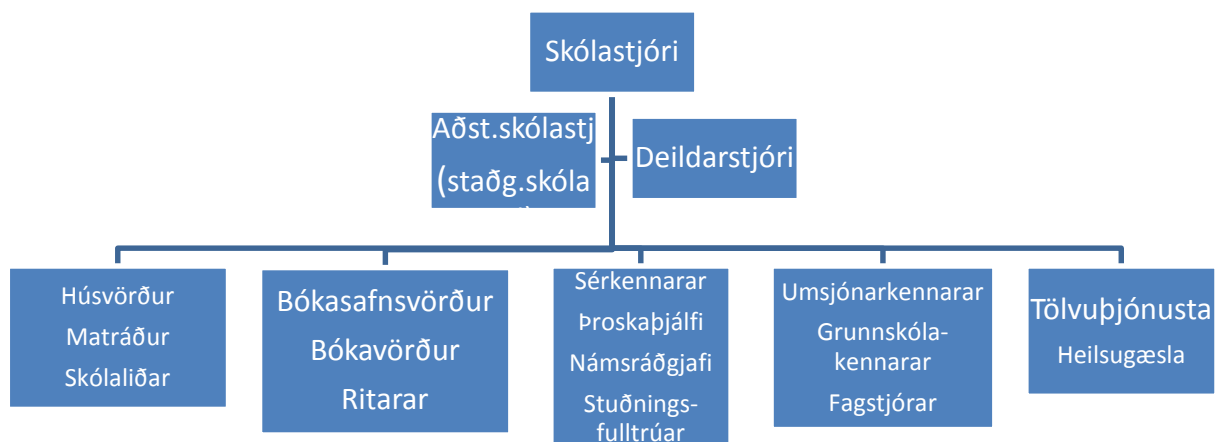 Skólastjóri
Aðst.skólastj
(staðg.skóla
Deildarstjóri
Húsvörður
Matráður
Skólaliðar
Bókasafnsvörður
Bókavörður
Ritarar
Sérkennarar
Þroskaþjálfi
Námsráðgjafi
Stuðnings-
fulltrúar
Umsjónarkennarar
Grunnskóla-
kennarar
Fagstjórar
Tölvuþjónusta
Heilsugæsla